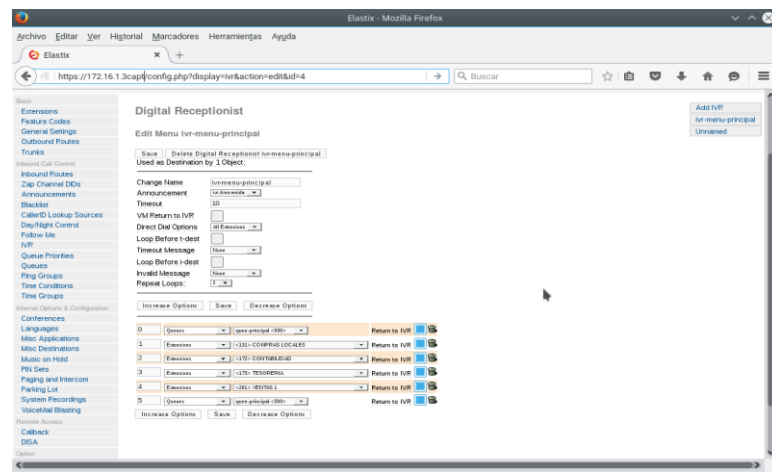 Elastix - Mozilla Firefox
Archivo Editar Ver Historial Marcadores Herramientas Ayuda
Elastix
https://172.16.1.3capt/config.php?display=ivr&action=edit&id=4
Buscar
Basic
Extensions
Feature Codes
General Settings
Outbound Routes
Trunks
Inbound Call Control
Inbound Routes
Zap Channel DIDs
Announcements
Blacklist
CallerID Lookup Sources
Day/Night Control
Follow Me
IVR
Queue Priorities
Queues
Ring Groups
Time Conditions
Time Groups
Internal Options & Configuration
Conferences
Languages
Misc Applications
Misc Destinations
Music on Hold
PIN Sets
Paging and Intercom
Parking Lot
System Recordings
VoiceMail Blasting
Remote Access
Callback
DISA
Option
Digital Receptionist
Edit Menu ivr-menu-principal
Save Delete Digital Receptionist ivr-menu-principal
Used as Destination by 1 Object:
Change Name ivr-menu-principal
Announcement ivr-bienvenida
Timeout 10
VM Return to IVR
Direct Dial Options All Extensions
Loop Before t-dest
Timeout Message None
Loop Before i-dest
Invalid Message None
Repeat Loops: 2
Increase Options Save Decrease Options
0 Queues Return to IVR
1 Extensions COMPRAS LOCALES Return to IVR
2 Extensions <172> CONTABILIDAD Return to IVR
3 Extensions TESORERIA Return to IVR
4 Extensions VENTAS 1 Return to IVR
5 Queues Return to IVR
Increase Options Save Decrease Options
Add IVR
ivr-menu-principal
Unnamed